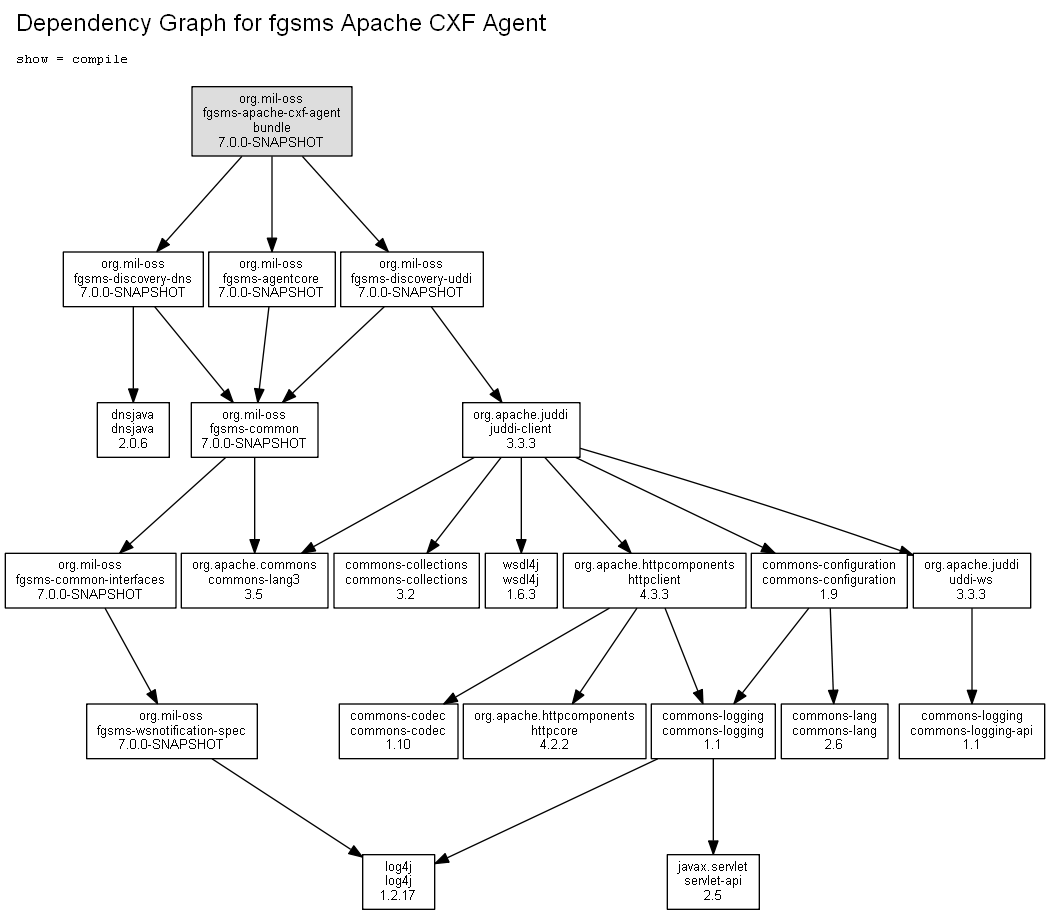 Dependency Graph for fgsms Apache CXF Agent
show = compile
org.mil-oss
fgsms-apache-cxf-agent
bundle
7.0.0-SNAPSHOT
org.mil-oss
fgsms-discovery-dns
7.0.0-SNAPSHOT
org.mil-oss
fgsms-agentcore
7.0.0-SNAPSHOT
org.mil-oss
fgsms-discovery-uddi
7.0.0-SNAPSHOT
dnsjava
dnsjava
2.0.6
org.mil-oss
fgsms-common
7.0.0-SNAPSHOT
org.apache.juddi
juddi-client
3.3.3
org.mil-oss
fgsms-common-interfaces
7.0.0-SNAPSHOT
org.apache.commons
commons-lang3
3.5
commons-collections
commons-collections
3.2
wsdl4j
wsdl4j
1.6.3
org.apache.httpcomponents
httpclient
4.3.3
commons-configuration
commons-configuration
1.9
org.apache.juddi
uddi-ws
3.3.3
org.mil-oss
fgsms-wsnotification-spec
7.0.0-SNAPSHOT
commons-codec
commons-codec
1.10
org.apache.httpcomponents
httpcore
4.2.2
commons-logging
commons-logging
1.1
commons-lang
commons-lang
2.6
commons-logging
commons-logging-api
1.1
log4j
log4j
1.2.17
javax.servlet
servlet-api
2.5